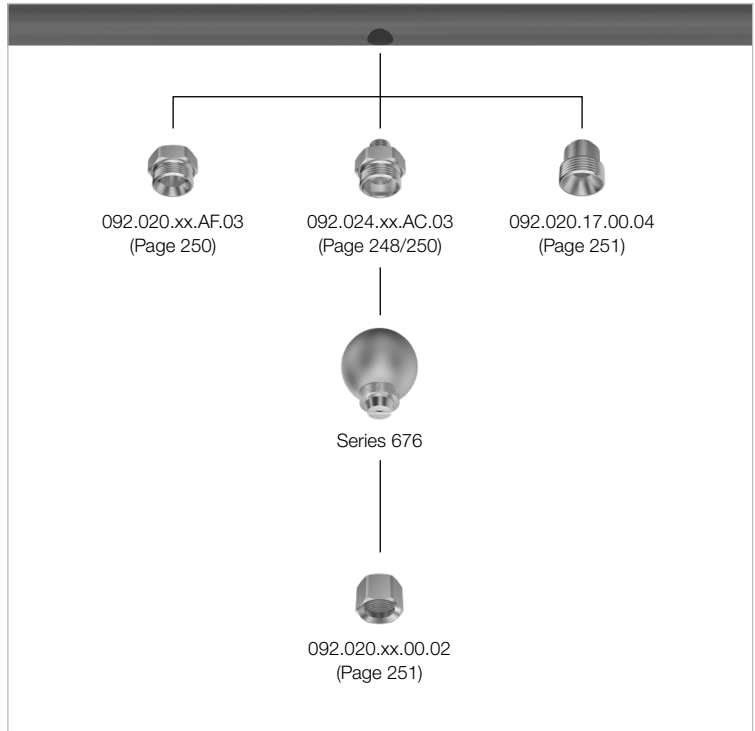 092.020.xx.AF.03
(Page 250)
092.024.xx.AC.03
(Page 248/250)
092.020.17.00.04
(Page 251)
Series 676
092.020.xx.00.02
(Page 251)